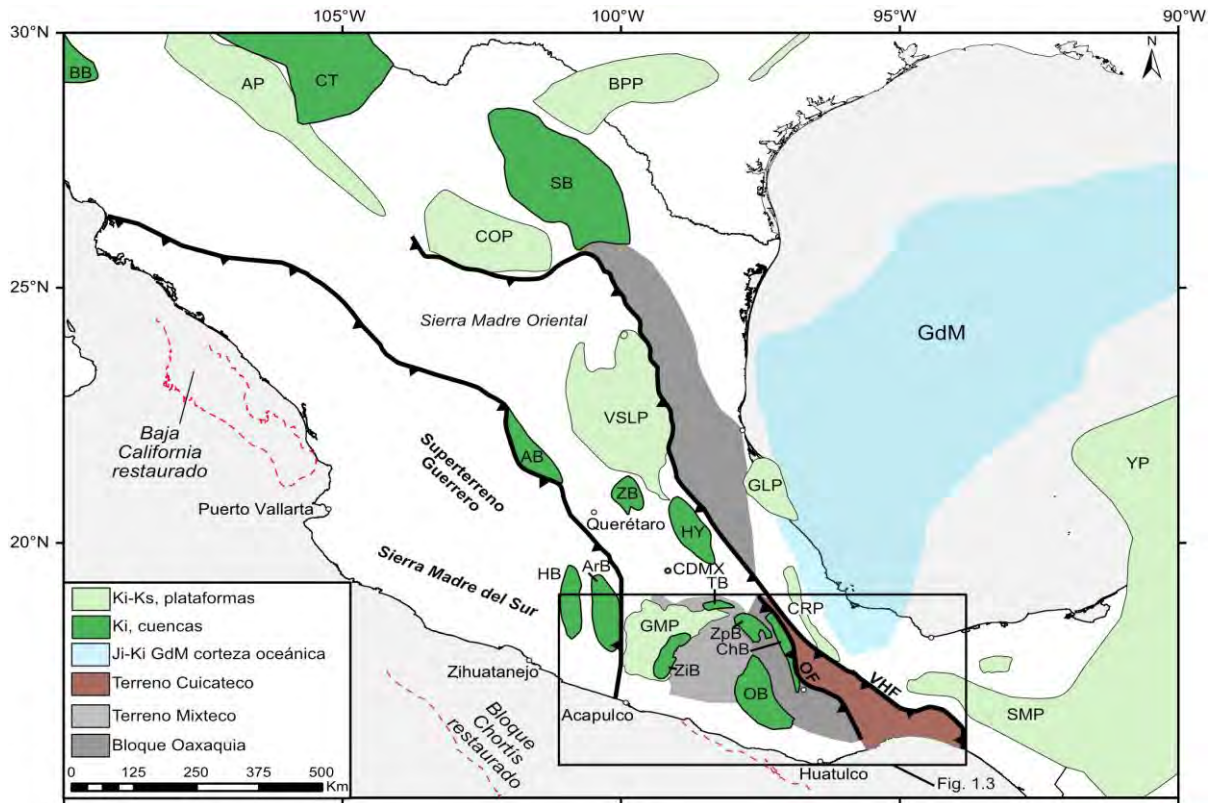 105°W
100°W
95°W
90°W
30°N
25°N
20°N
N
BB
AP
CT
BPP
SB
COP
Sierra Madre Oriental
GdM
VSLP
Baja
California
restaurado
Superterreno
Guerrero
AB
GLP
YP
ZB
Puerto Vallarta
Querétaro
HY
Sierra Madre del Sur
HB
ArB
CDMX
TB
CRP
GMP
ZpB
ChB
ZiB
OB
OF
VHF
SMP
Zihuatanejo
Acapulco
Bloque
Chortís
restaurado
Huatulco
Fig. 1.3
Ki-Ks, plataformas
Ki, cuencas
Ji-Ki GdM corteza oceánica
Terreno Cuicateco
Terreno Mixteco
Bloque Oaxaquia
0 125 250 375 500
Km